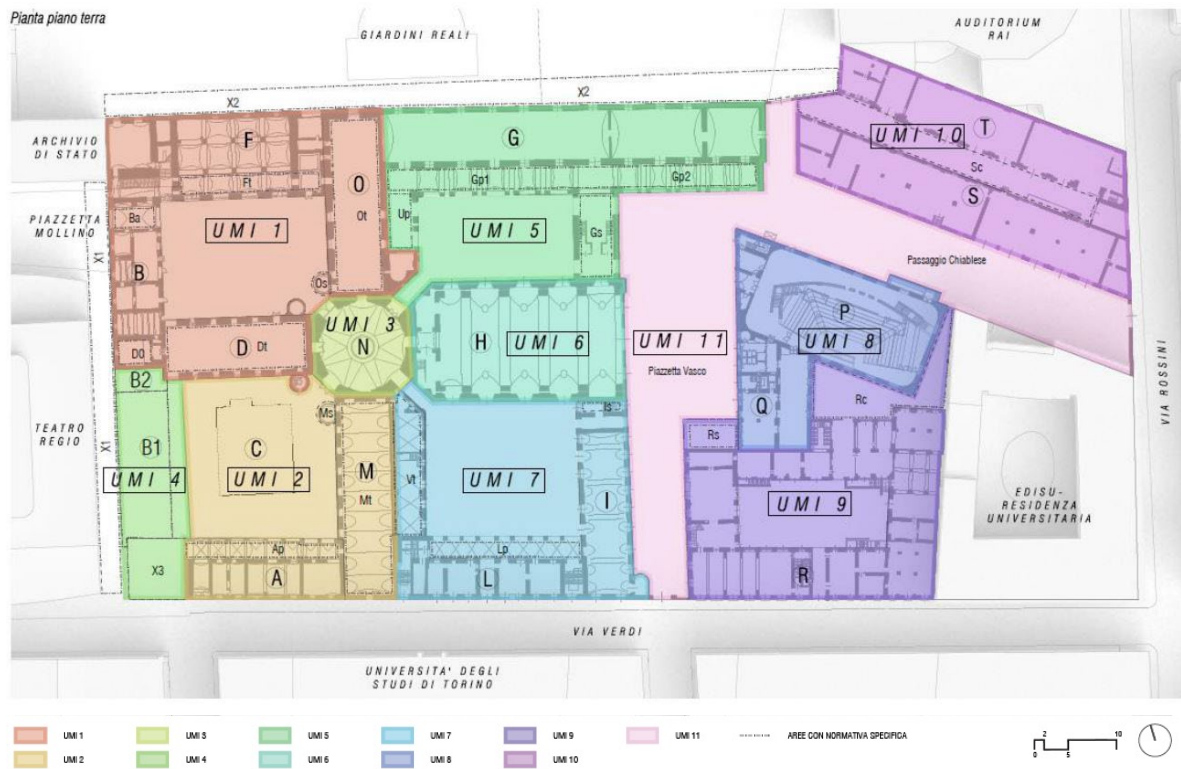 Pianta piano terra
GIARDINI REALI
AUDITORIUM
RAI
X2
X2
ARCHIVIO
DI STATO
F
Ft
O
Ot
G
Gp1
Gp2
UMI 10
T
Sc
S
PIAZZETTA
MOLLINO
X1
Ba
B
UMI 1
Up
UMI 5
Gs
Os
Passaggio Chiablese
UMI 3
N
D
Dt
D0
H
UMI 6
UMI 11
Piazzetta Vasco
P
UMI 8
VIA ROSSINI
B2
TEATRO
REGIO
X1
B1
UMI 4
C
UMI 2
Ms
M
Mt
Vt
UMI 7
Is
I
Q
Rc
Rs
UMI 9
EDISU-
RESIDENZA
UNIVERSITARIA
X3
Ap
A
Lp
L
R
VIA VERDI
UNIVERSITA' DEGLI
STUDI DI TORINO
UMI 1
UMI 3
UMI 5
UMI 7
UMI 9
UMI 11
AREE CON NORMATIVA SPECIFICA
UMI 2
UMI 4
UMI 6
UMI 8
UMI 10
2
10
0
5